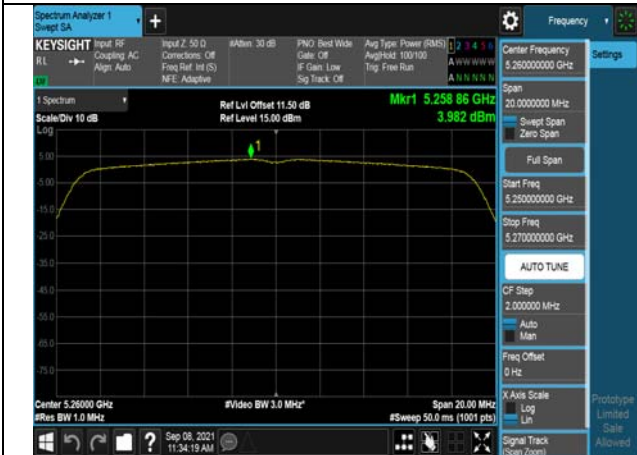 Spectrum Analyzer 1
Swept SA
+
Frequency
KEYSIGHT Input: RF
RL
Coupling: AC
Align: Auto
Input Z: 50 Ω
Corrections: Off
Freq Ref: Int (S)
NFE: Adaptive
#Atten: 30 dB
PNO: Best Wide
Gate: Off
IF Gain: Low
Sig Track: Off
Avg Type: Power (RMS)
Avg|Hold: 100/100
Trig: Free Run
1 2 3 4 5 6
A W W W W W
A N N N N N
1 Spectrum
Scale/Div 10 dB
Log
Ref Lvl Offset 11.50 dB
Ref Level 15.00 dBm
Mkr1 5.258 86 GHz
3.982 dBm
1
5.00
-5.00
-15.0
-25.0
-35.0
-45.0
-55.0
-65.0
-75.0
Center 5.26000 GHz
#Res BW 1.0 MHz
#Video BW 3.0 MHz*
Span 20.00 MHz
#Sweep 50.0 ms (1001 pts)
Sep 08, 2021
11:34:19 AM
Center Frequency
5.260000000 GHz
Span
20.0000000 MHz
Swept Span
Zero Span
Full Span
Start Freq
5.250000000 GHz
Stop Freq
5.270000000 GHz
AUTO TUNE
CF Step
2.000000 MHz
Auto
Man
Freq Offset
0 Hz
X Axis Scale
Log
Lin
Signal Track
(Span Zoom)
Settings
Prototype
Limited
Sale
Allowed